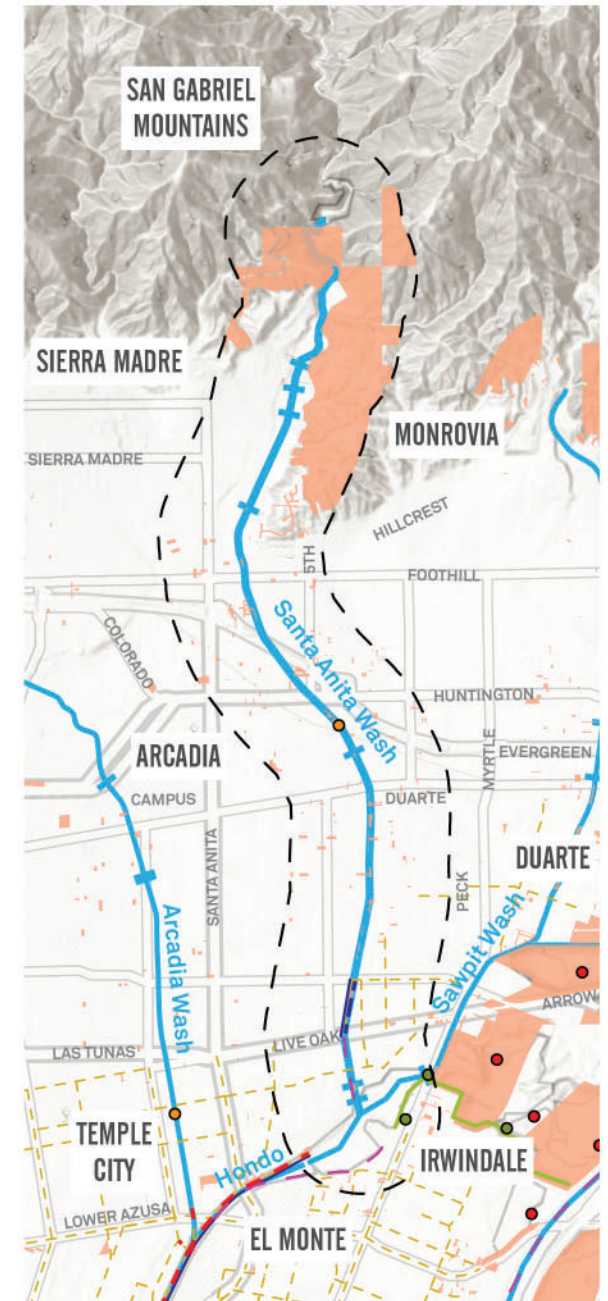 SAN GABRIEL
MOUNTAINS
SIERRA MADRE
MONROVIA
SIERRA MADRE
HILLCREST
5TH
FOOTHILL
COLORADO
Santa Anita Wash
HUNTINGTON
MYRTLE
EVERGREEN
ARCADIA
CAMPUS
DUARTE
SANTA ANITA
DUARTE
PECK
Arcadia Wash
Sawpit Wash
ARROW
LIVE OAK
LAS TUNAS
TEMPLE
CITY
Hondo
IRWINDALE
LOWER AZUSA
EL MONTE